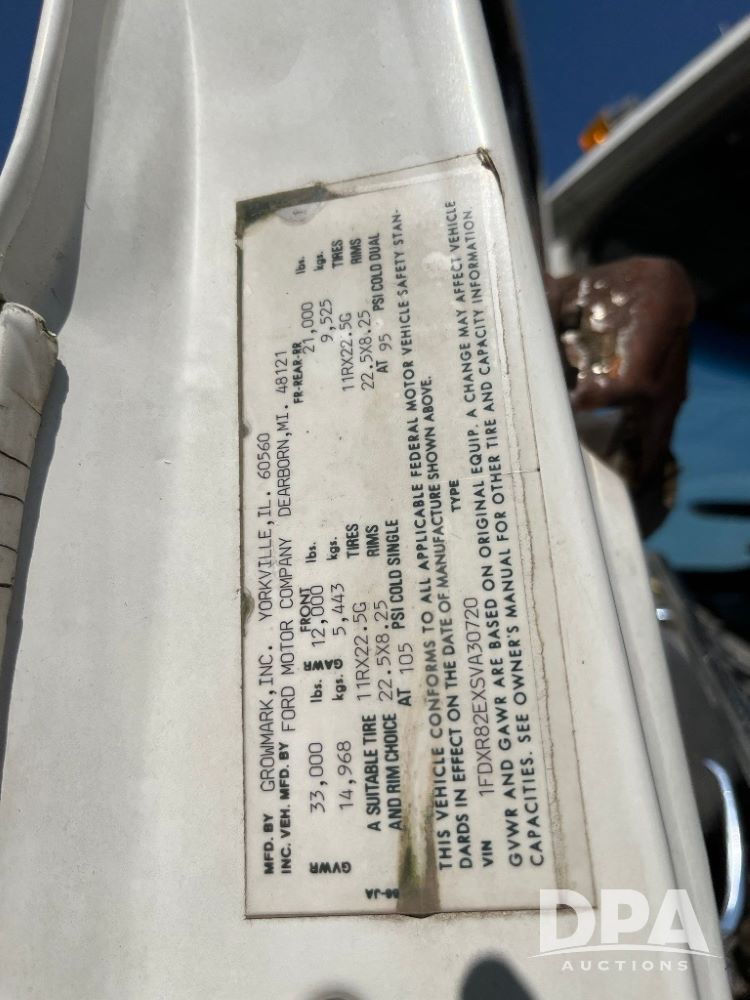 MFD. BY GROWMARK, INC. YORKVILLE, IL. 60560
INC. VEH. MFD. BY FORD MOTOR COMPANY DEARBORN, MI. 48121
FRONT FR-REAR-RR
GVWR 33,000 lbs. GAWR 12,000 lbs. 21,000 lbs.
14,968 kgs. 5,443 kgs. 9,525 kgs.
A SUITABLE TIRE 11RX22.5G TIRES 11RX22.5G TIRES
AND RIM CHOICE 22.5X8.25 RIMS 22.5X8.25 RIMS
AT 105 PSI COLD SINGLE AT 95 PSI COLD DUAL
THIS VEHICLE CONFORMS TO ALL APPLICABLE FEDERAL MOTOR VEHICLE SAFETY STAN-
DARDS IN EFFECT ON THE DATE OF MANUFACTURE SHOWN ABOVE.
VIN 1FDXR82EXSVA30720 TYPE
GVWR AND GAWR ARE BASED ON ORIGINAL EQUIP. A CHANGE MAY AFFECT VEHICLE
CAPACITIES. SEE OWNER'S MANUAL FOR OTHER TIRE AND CAPACITY INFORMATION.
DPA
AUCTIONS